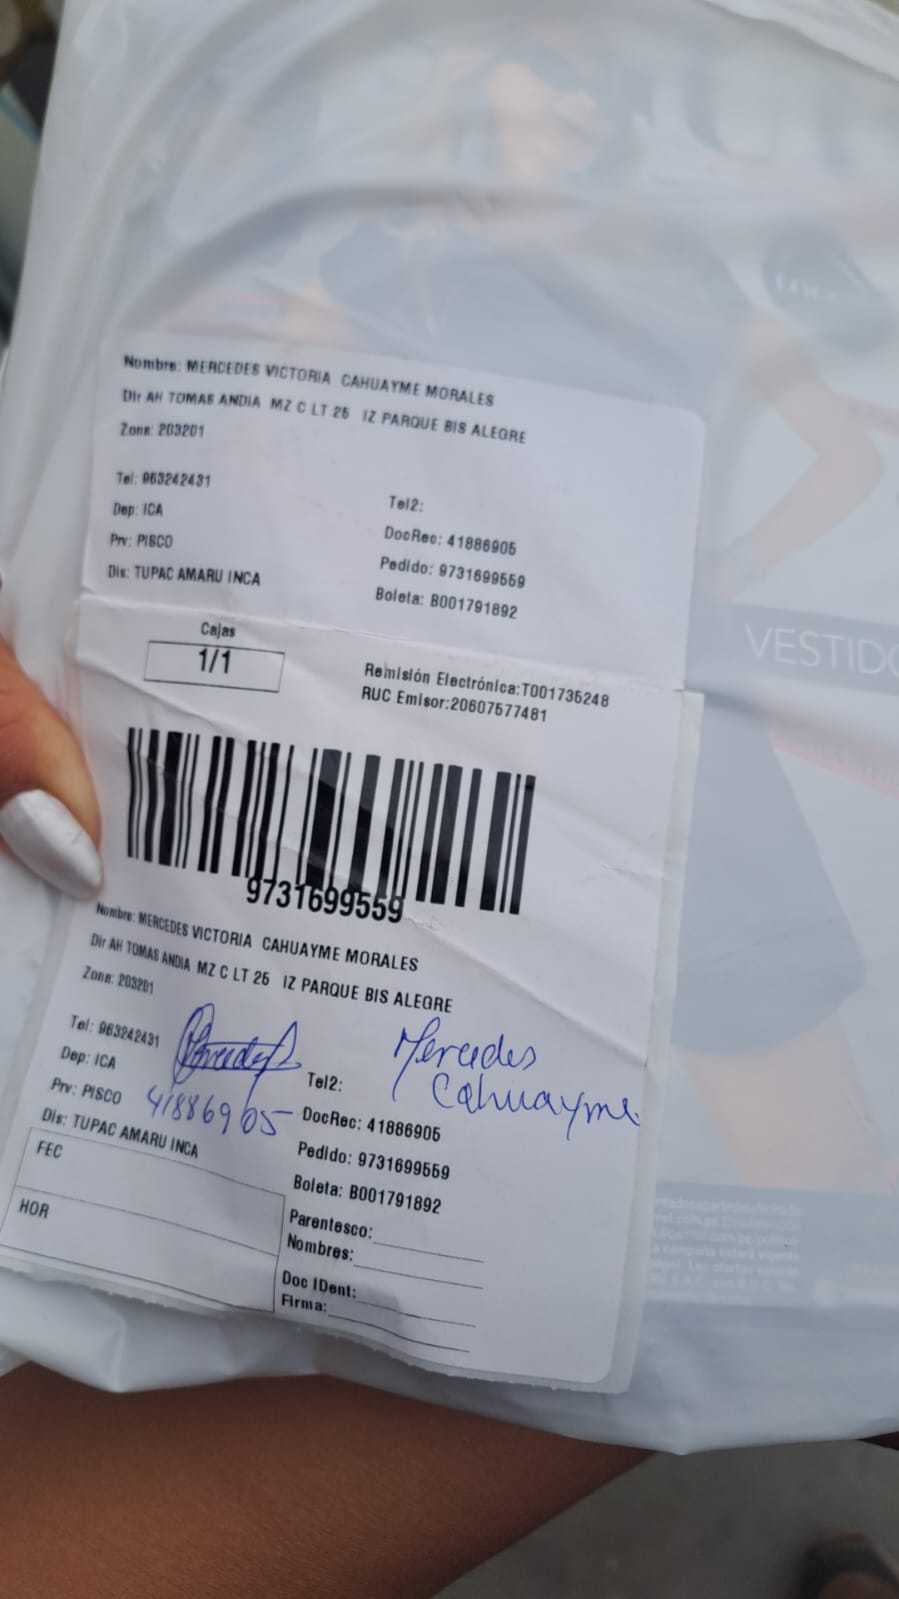 Nombre: MERCEDES VICTORIA CAHUAYME MORALES
Dir AH TOMAS ANDIA MZ C LT 25 IZ PARQUE BIS ALEGRE
Zona: 203201
Tel: 963242431
Tel2:
Dep: ICA
DocRec: 41886905
Prv: PISCO
Pedido: 9731699559
Dis: TUPAC AMARU INCA
Boleta: B001791892
Cajas
1/1
Remisión Electrónica:T001735248
RUC Emisor:20607577481
9731699559
Nombre: MERCEDES VICTORIA CAHUAYME MORALES
Dir AH TOMAS ANDIA MZ C LT 25 IZ PARQUE BIS ALEGRE
Zona: 203201
Tel: 963242431
Mercedes
Cahuayme
Dep: ICA
Tel2:
Prv: PISCO
41886905
DocRec: 41886905
Dis: TUPAC AMARU INCA
Pedido: 9731699559
Boleta: B001791892
FEC
HOR
Parentesco:
Nombres:
Doc IDent:
Firma:
VESTIDO